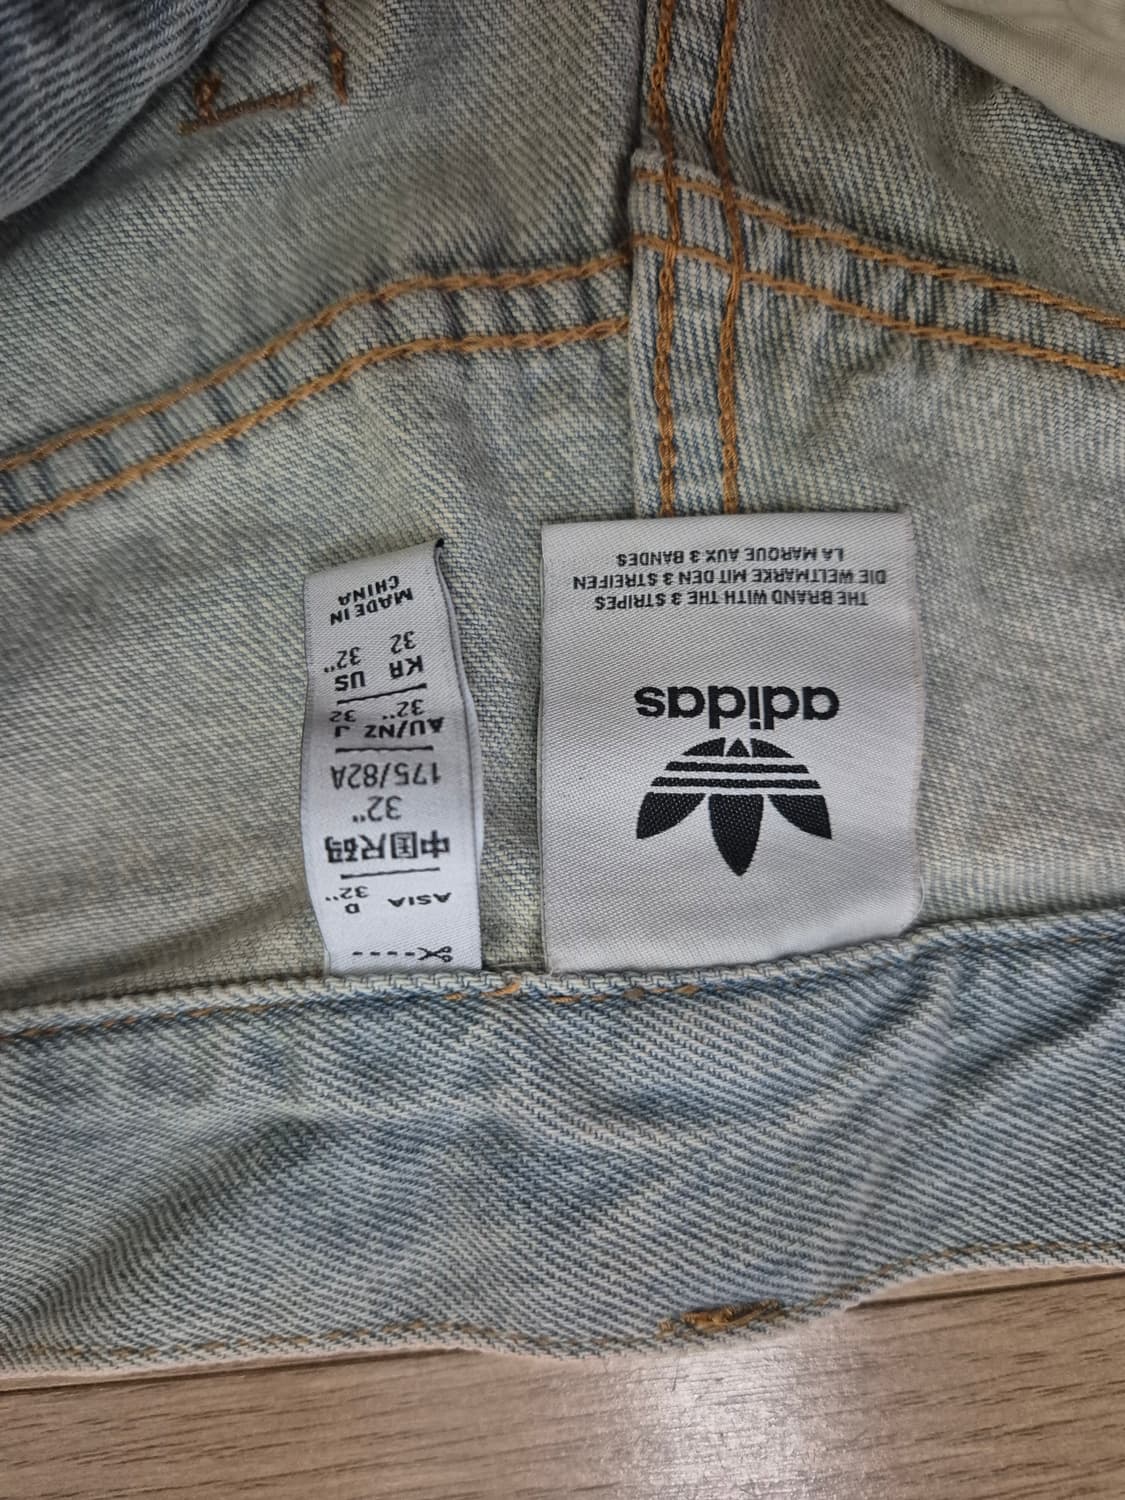 adidas
THE BRAND WITH THE 3 STRIPES
DIE WELTMARKE MIT DEN 3 STREIFEN
LA MARQUE AUX 3 BANDES
ASIA D
32"
中国尺码
32"
175/82A
AU/NZ J
32" 32
KR US
32 32"
MADE IN
CHINA